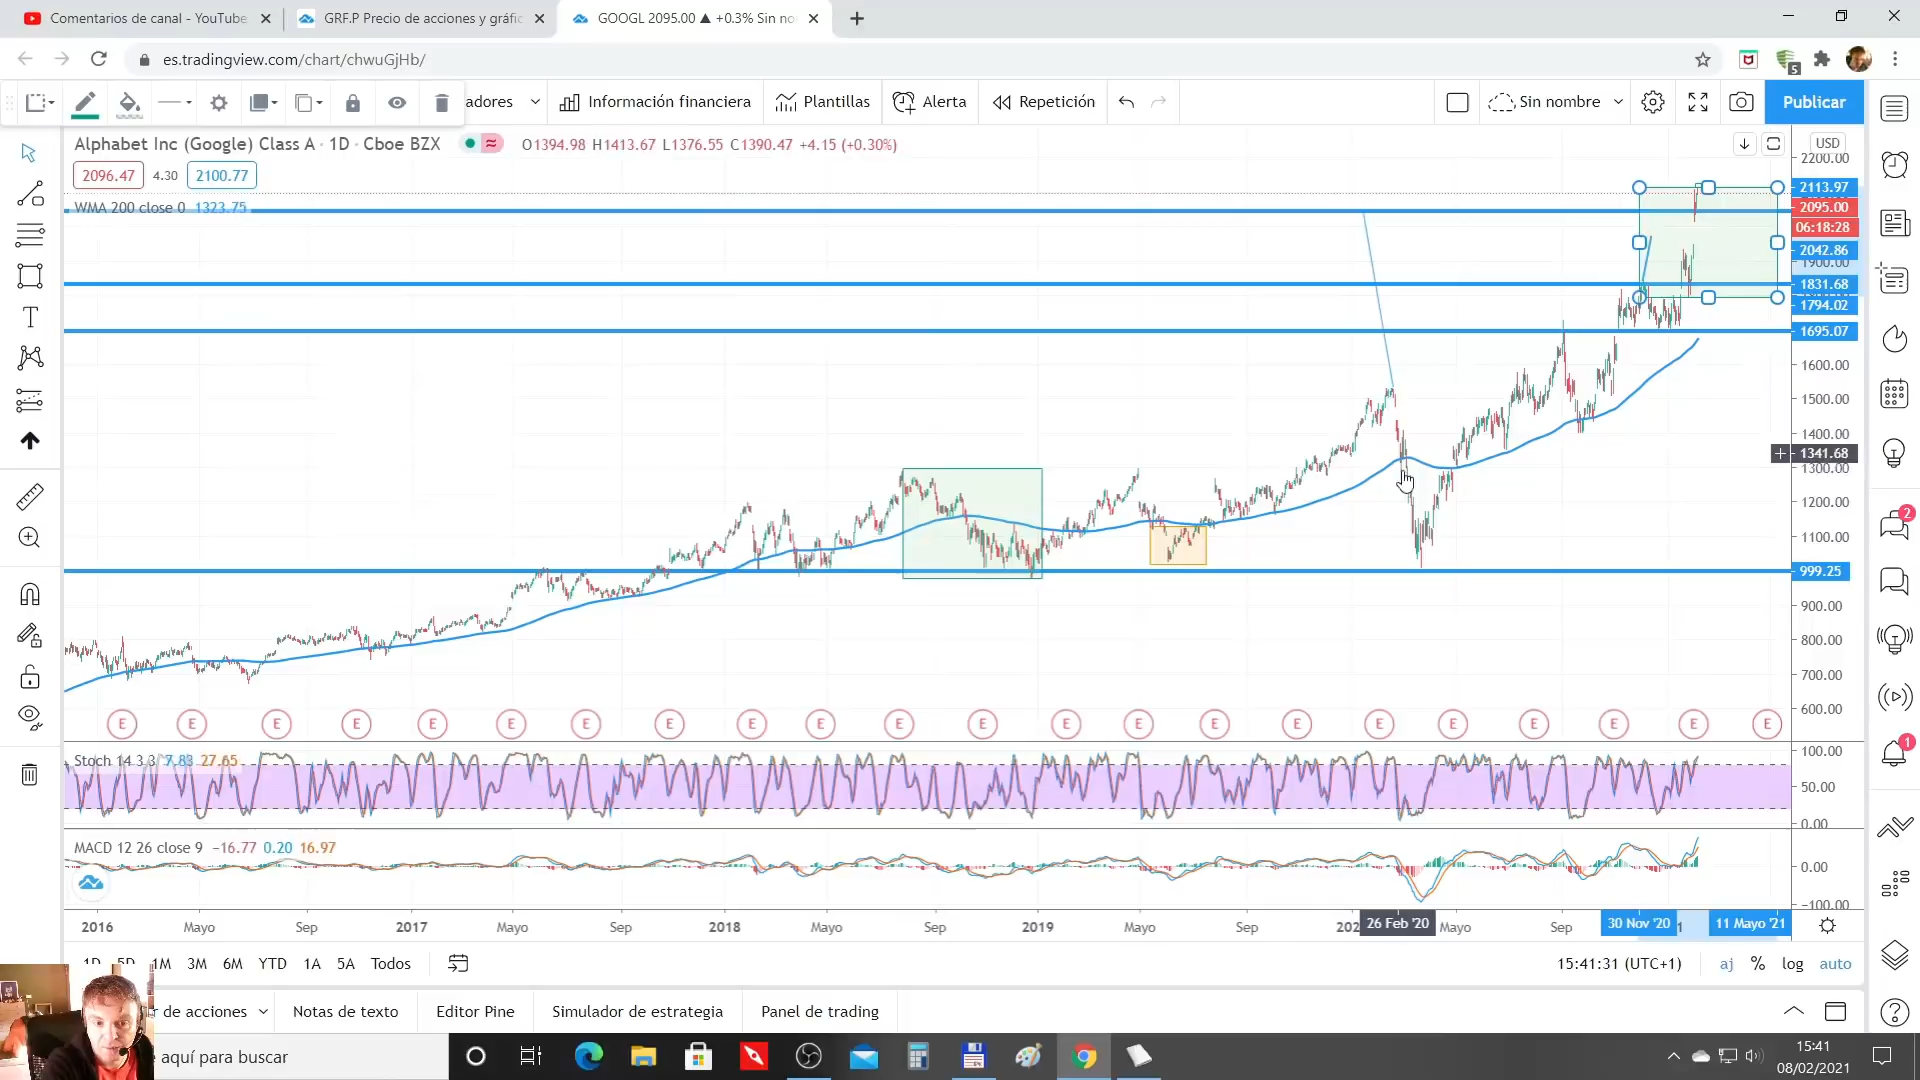 Comentarios de canal - YouTube
GRF.P Precio de acciones y gráfic
GOOGL 2095.00 ▲ +0.3% Sin no
es.tradingview.com/chart/chwuGjHb/
5
adores
Información financiera
Plantillas
Alerta
Repetición
Sin nombre
Publicar
Alphabet Inc (Google) Class A · 1D · Cboe BZX
O1394.98 H1413.67 L1376.55 C1390.47 +4.15 (+0.30%)
USD
2096.47
4.30
2100.77
WMA 200 close 0 1323.75
2200.00
2113.97
2095.00
06:18:28
2042.86
1900.00
1831.68
1794.02
1695.07
1600.00
1500.00
1400.00
1341.68
1300.00
1200.00
1100.00
999.25
900.00
800.00
700.00
600.00
E E E E E E E E E E E E E E E E E E E E E
2
1
Stoch 14 3 3 7.83 27.65
100.00
50.00
0.00
MACD 12 26 close 9 −16.77 0.20 16.97
0.00
−100.00
2016 Mayo Sep 2017 Mayo Sep 2018 Mayo Sep 2019 Mayo Sep 202 26 Feb '20 Mayo Sep 30 Nov '20 1 11 Mayo '21
1D 5D 1M 3M 6M YTD 1A 5A Todos
15:41:31 (UTC+1)
aj % log auto
r de acciones
Notas de texto
Editor Pine
Simulador de estrategia
Panel de trading
aquí para buscar
15:41
08/02/2021